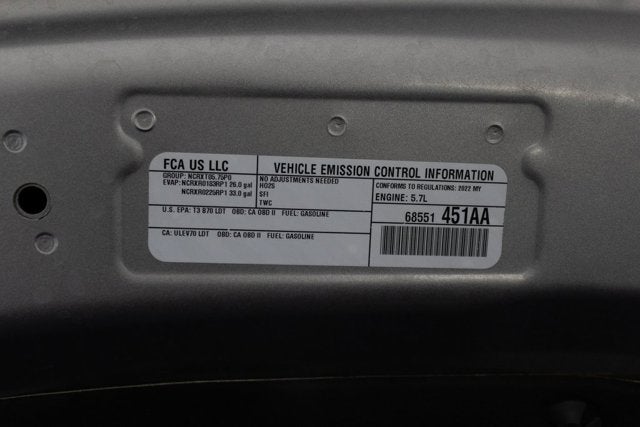 FCA US LLC
GROUP: NCRXT05.75P0
EVAP: NCRXR0183RP1 26.0 gal
NCRXR0225RP1 33.0 gal
VEHICLE EMISSION CONTROL INFORMATION
NO ADJUSTMENTS NEEDED
HO2S
SFI
TWC
CONFORMS TO REGULATIONS: 2022 MY
ENGINE: 5.7L
U.S. EPA: T3 B70 LDT OBD: CA OBD II FUEL: GASOLINE
CA: ULEV70 LDT OBD: CA OBD II FUEL: GASOLINE
68551 451AA